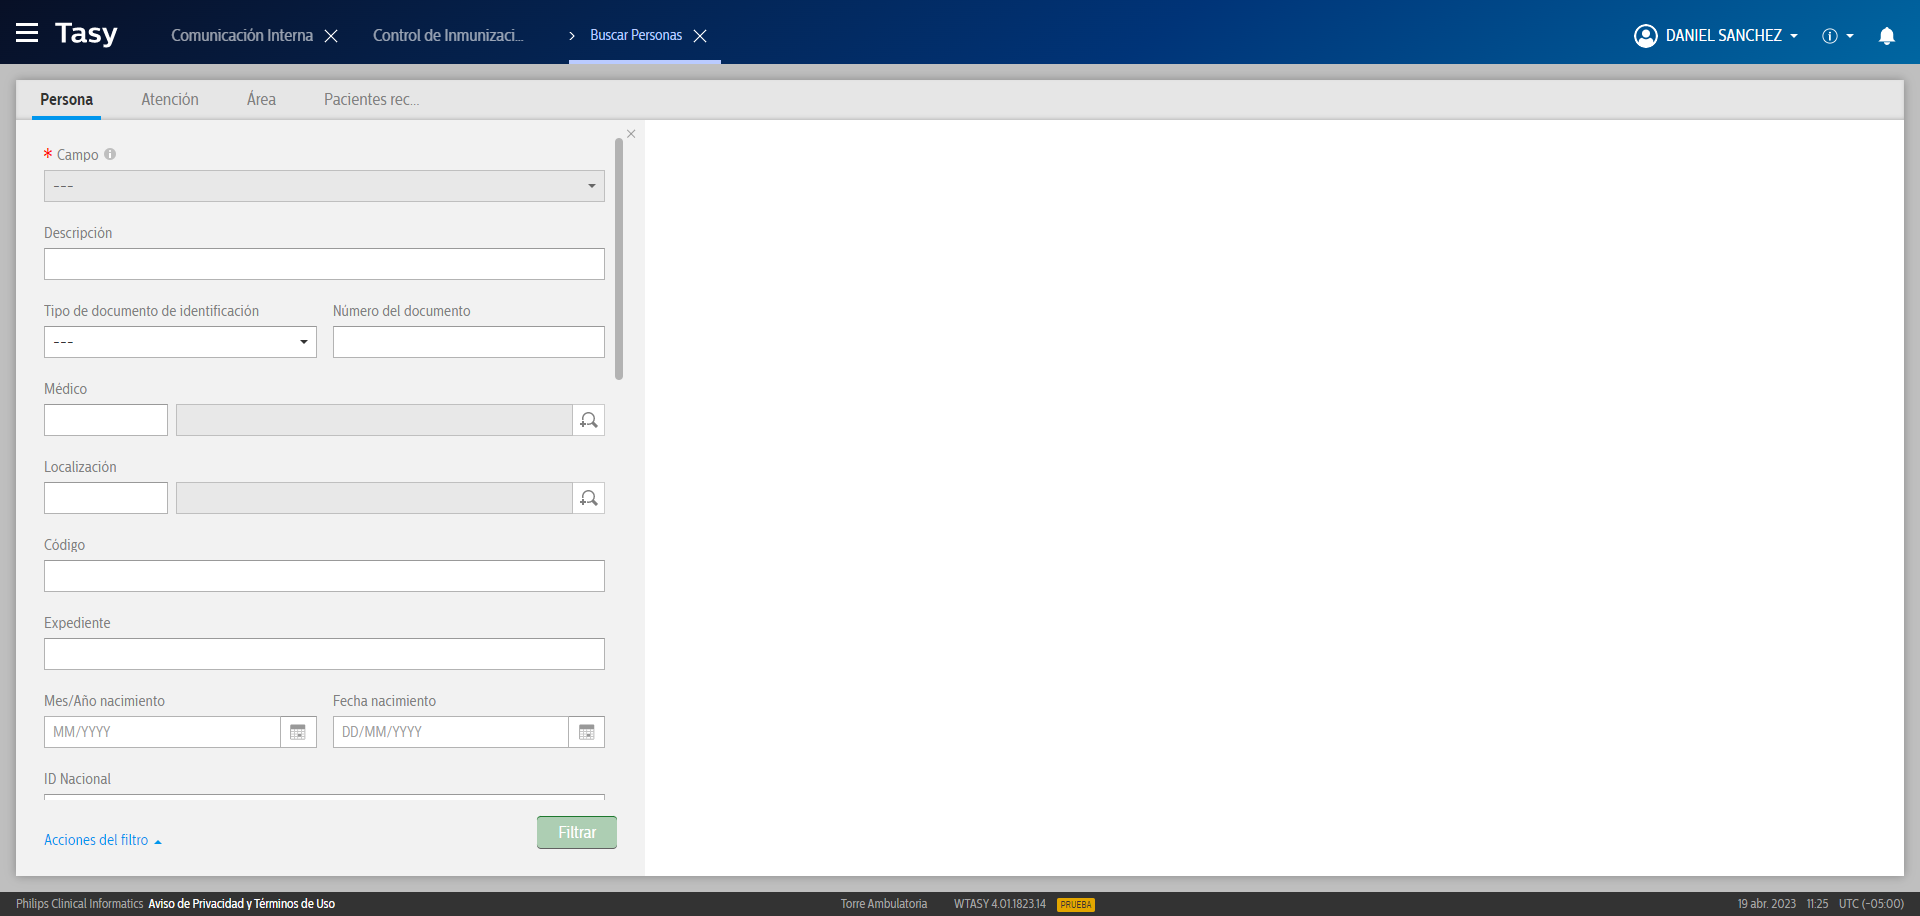 Tasy
Comunicación Interna
Control de Inmunizaci...
Buscar Personas
DANIEL SANCHEZ
Persona
Atención
Área
Pacientes rec...
* Campo
---
Descripción
Tipo de documento de identificación
Número del documento
---
Médico
Localización
Código
Expediente
Mes/Año nacimiento
Fecha nacimiento
MM/YYYY
DD/MM/YYYY
ID Nacional
Acciones del filtro
Filtrar
Philips Clinical Informatics Aviso de Privacidad y Términos de Uso
Torre Ambulatoria
WTASY 4.01.1823.14
PRUEBA
19 abr. 2023
11:25
UTC (-05:00)